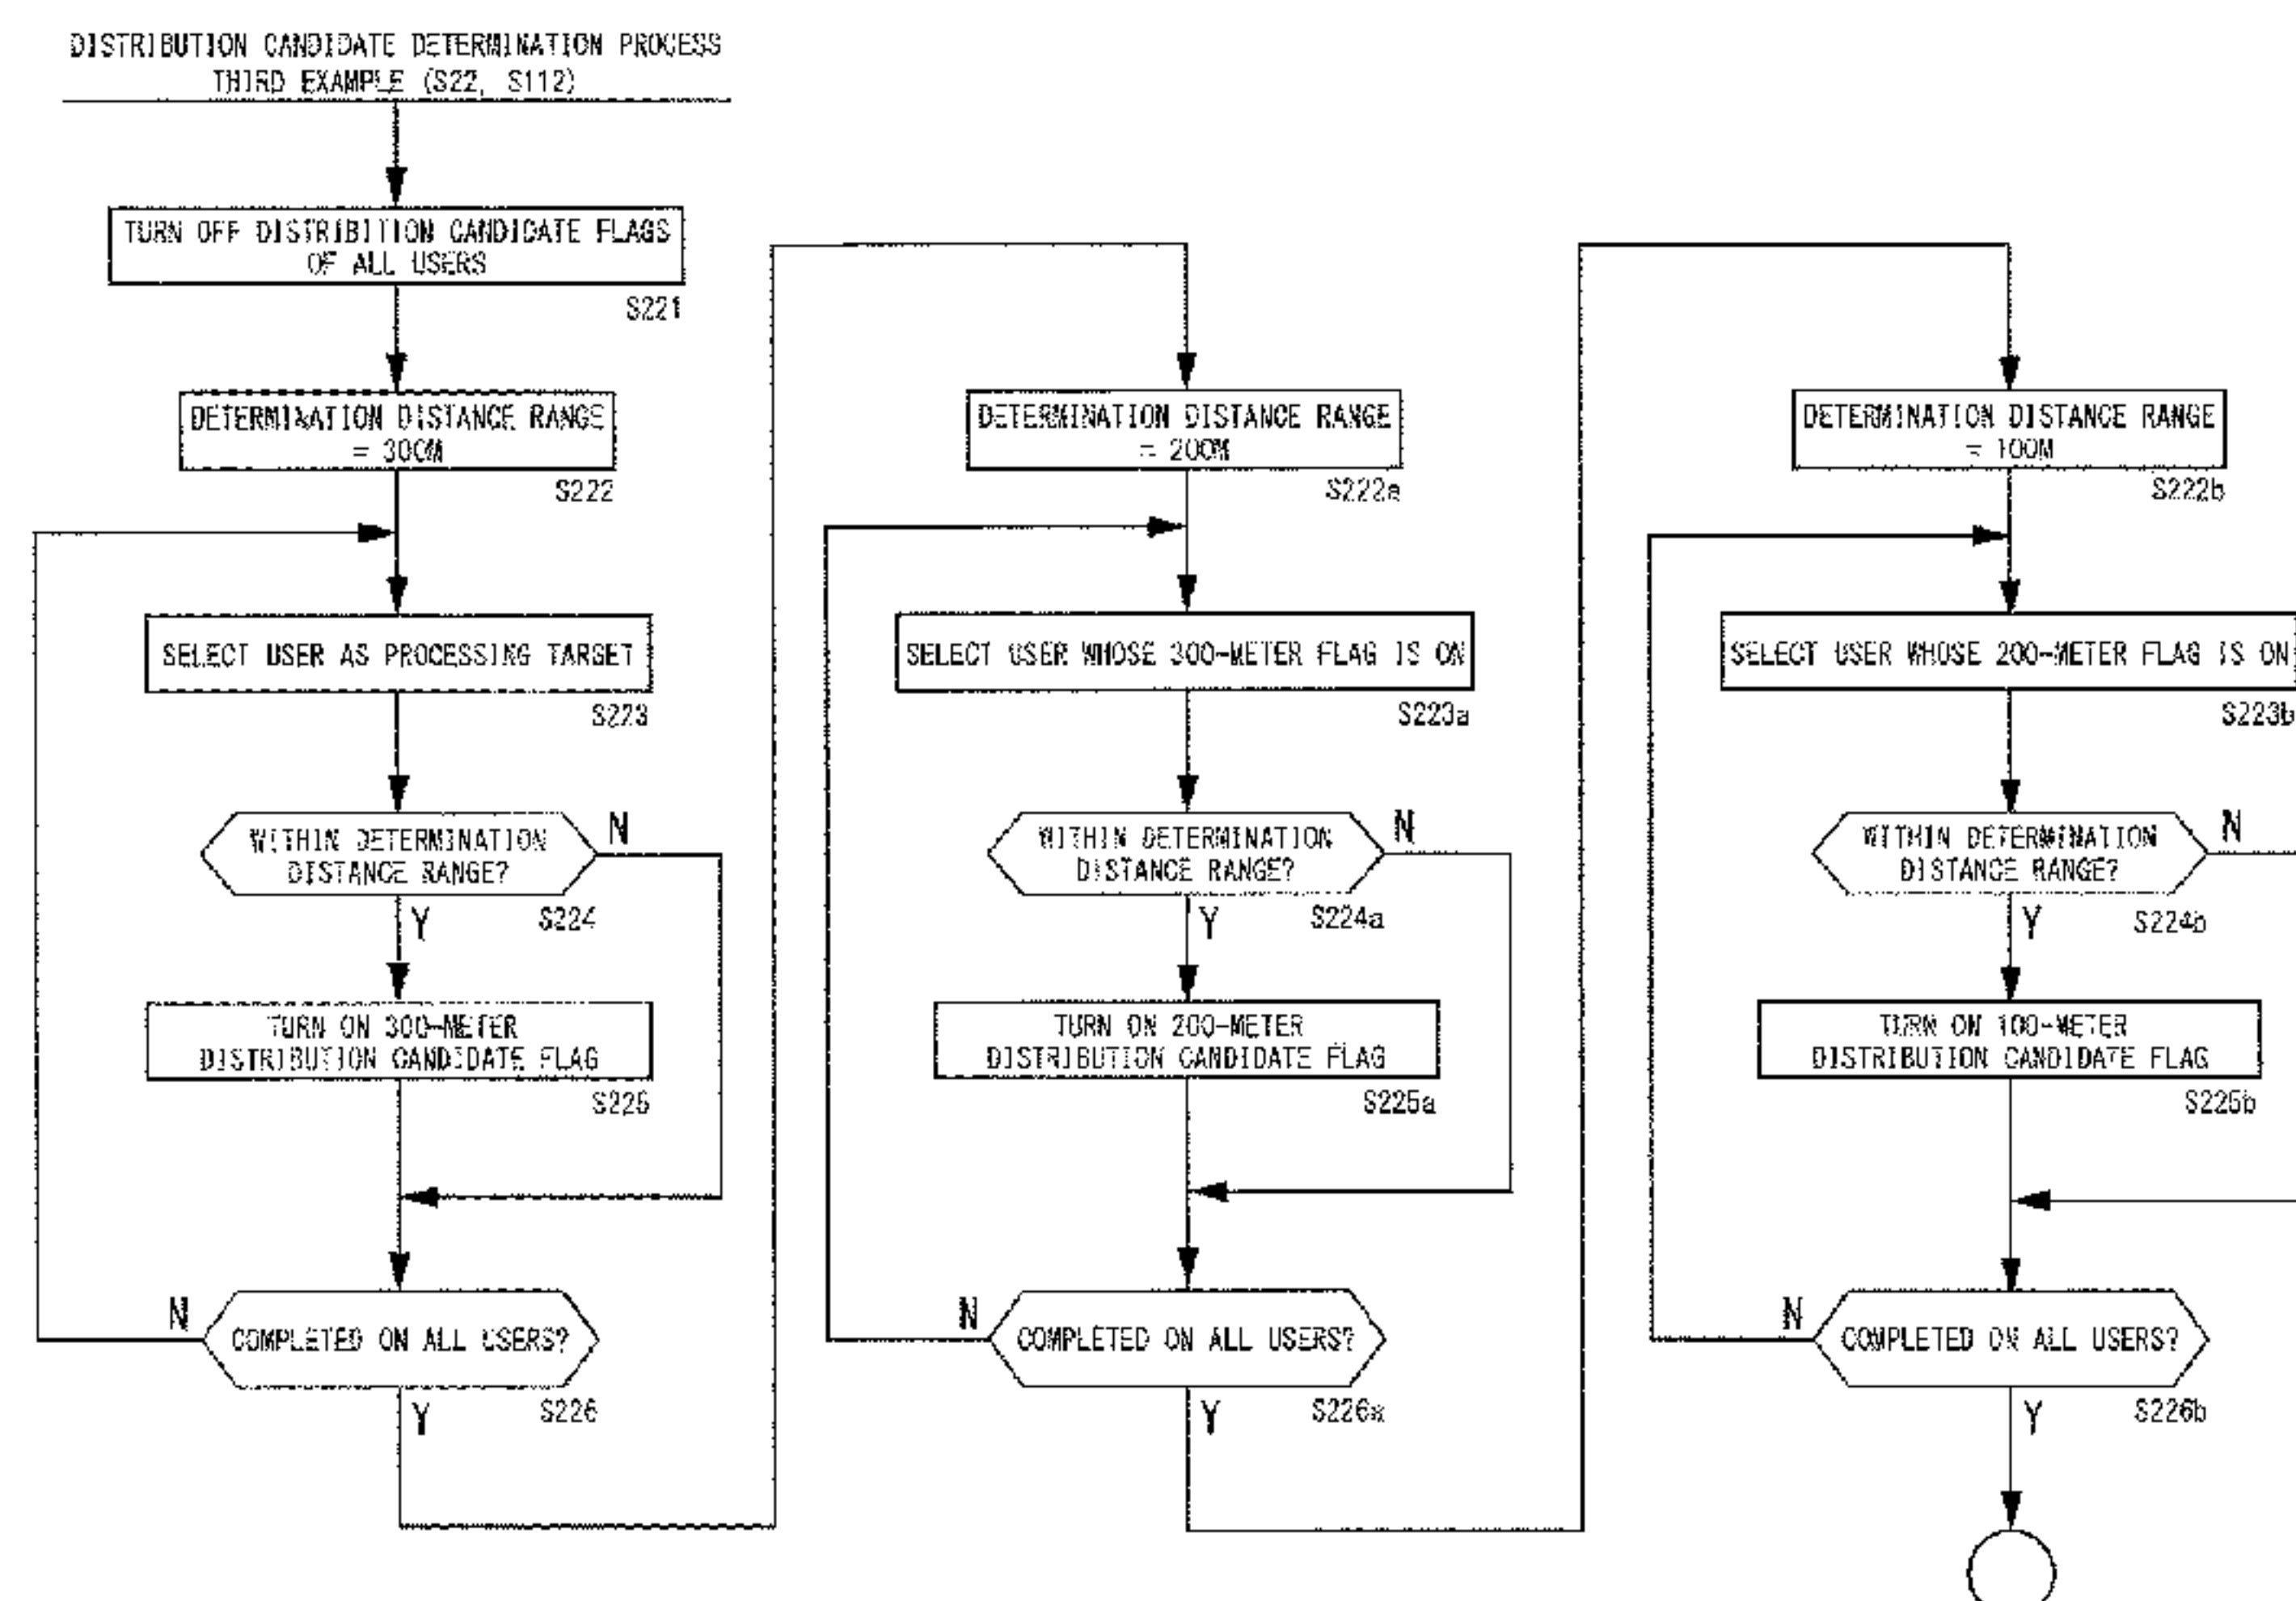 DISTRIBUTION CANDIDATE DETERMINATION PROCESS
THIRD EXAMPLE (S22, S112)
TURN OFF DISTRIBITION CANDIDATE FLAGS
OF ALL USERS
S221
DETERMINATION DISTANCE RANGE
= 300M
S222
SELECT USER AS PROCESSING TARGET
S223
WITHIN DETERMINATION
DISTANCE RANGE?
N
Y
S224
TURN ON 300-METER
DISTRIBUTION CANDIDATE FLAG
S225
N
COMPLETED ON ALL USERS?
Y
S226
DETERMINATION DISTANCE RANGE
= 200M
S222a
SELECT USER WHOSE 300-METER FLAG IS ON
S223a
WITHIN DETERMINATION
DISTANCE RANGE?
N
Y
S224a
TURN ON 200-METER
DISTRIBUTION CANDIDATE FLAG
S225a
N
COMPLETED ON ALL USERS?
Y
S226a
DETERMINATION DISTANCE RANGE
= 100M
S222b
SELECT USER WHOSE 200-METER FLAG IS ON
S223b
WITHIN DETERMINATION
DISTANCE RANGE?
N
Y
S224b
TURN ON 100-METER
DISTRIBUTION CANDIDATE FLAG
S225b
N
COMPLETED ON ALL USERS?
Y
S226b